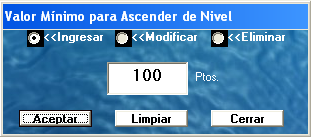 Valor Mínimo para Ascender de Nivel
<<Ingresar <<Modificar <<Eliminar
100 Ptos.
Aceptar Limpiar Cerrar